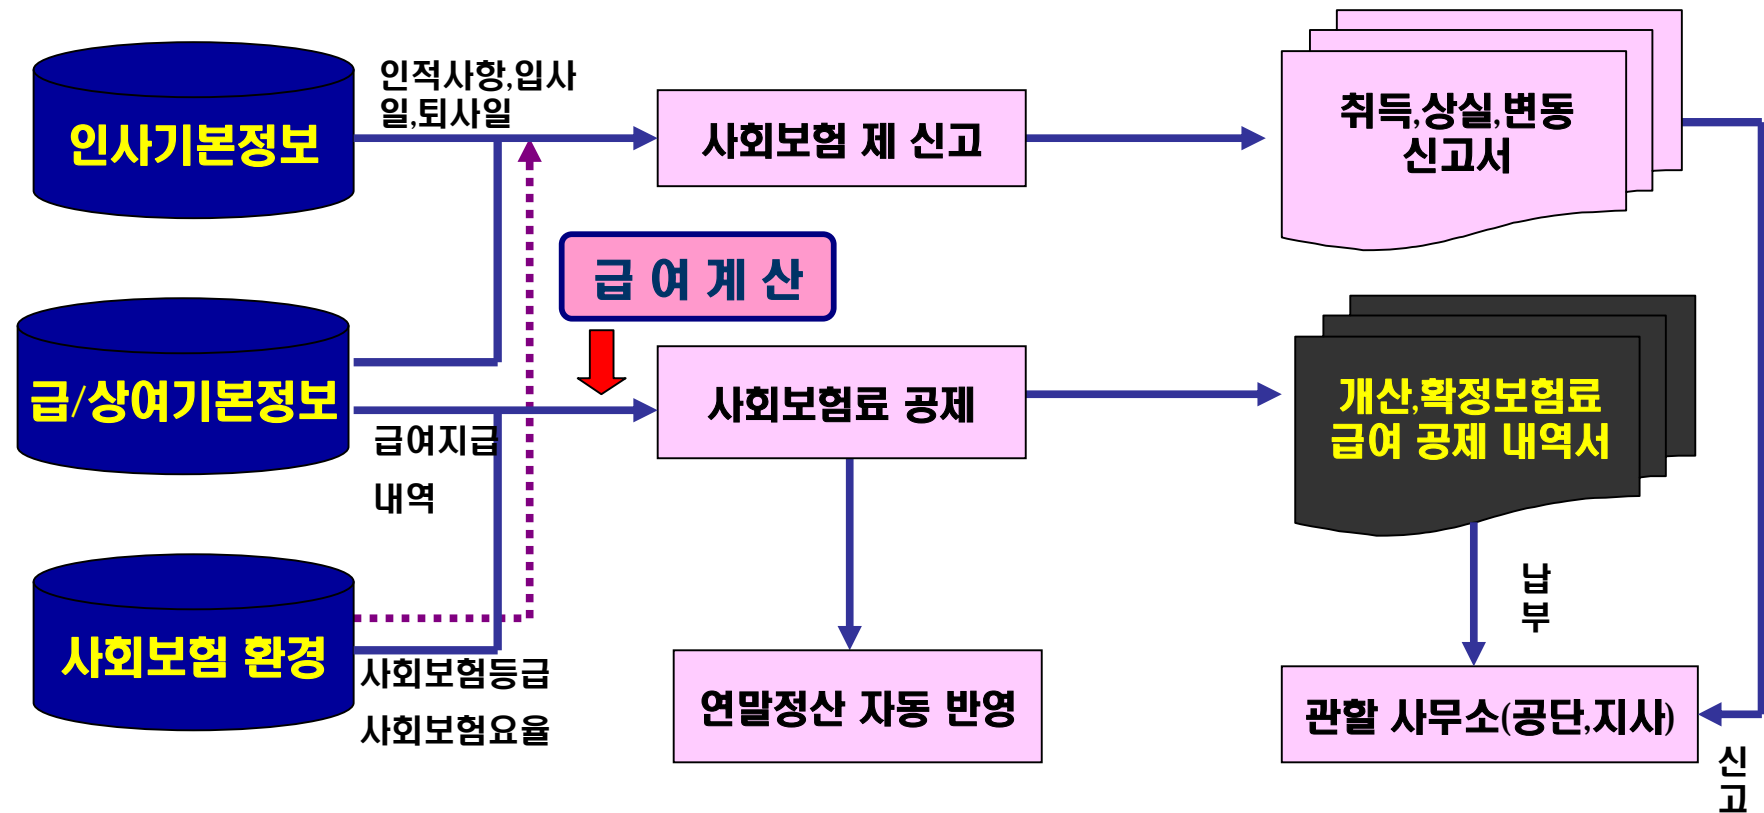 인사기본정보
인적사항,입사
일,퇴사일
사회보험 제 신고
취득,상실,변동
신고서
급 여 계 산
급/상여기본정보
급여지급
내역
사회보험료 공제
개산,확정보험료
급여 공제 내역서
납
부
사회보험 환경
사회보험등급
사회보험요율
연말정산 자동 반영
관할 사무소(공단,지사)
신
고